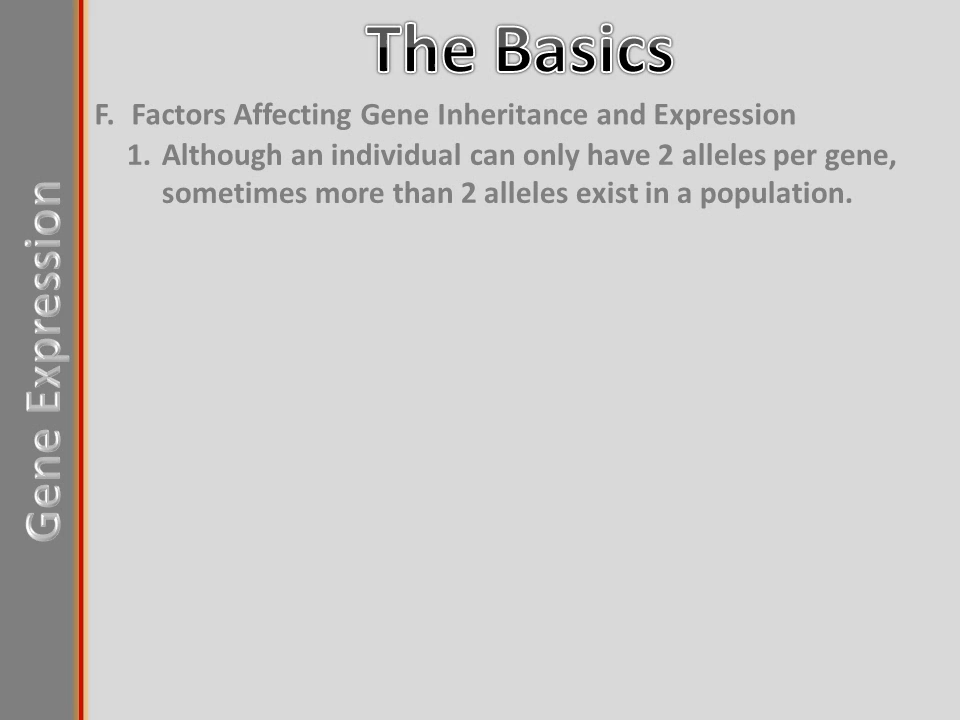 The Basics
Gene Expression
F. Factors Affecting Gene Inheritance and Expression
1. Although an individual can only have 2 alleles per gene,
sometimes more than 2 alleles exist in a population.